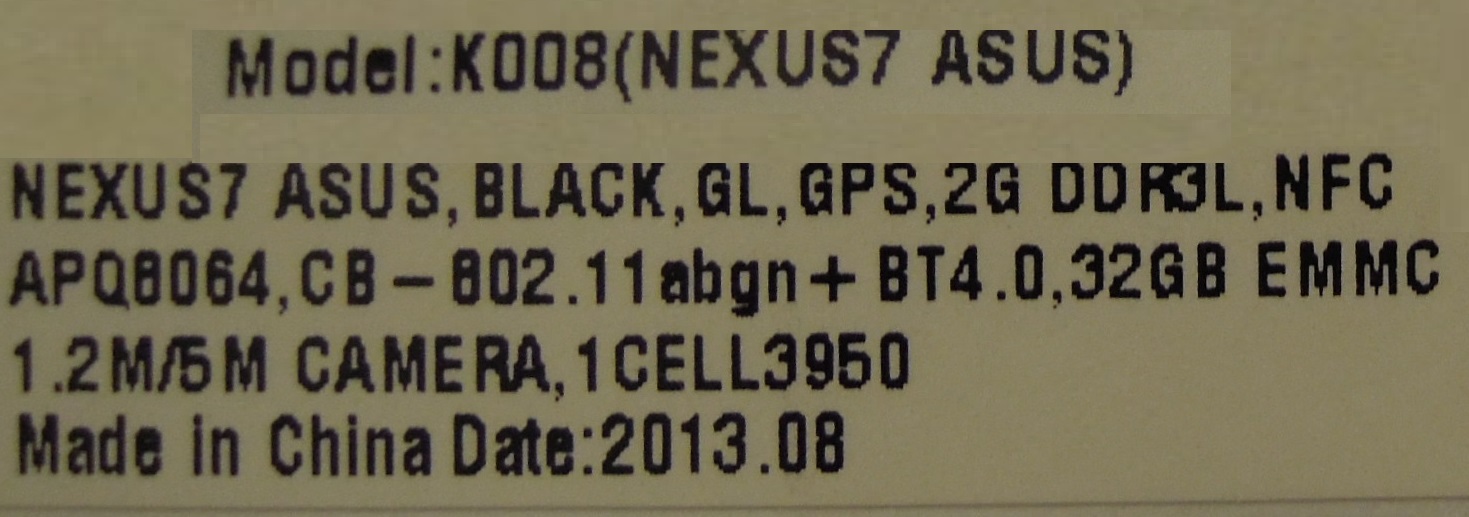 Model:K008(NEXUS7 ASUS)
NEXUS7 ASUS,BLACK,GL,GPS,2G DDR3L,NFC
APQ8064,CB-802.11abgn+BT4.0,32GB EMMC
1.2M/5M CAMERA,1CELL3950
Made in China Date:2013.08